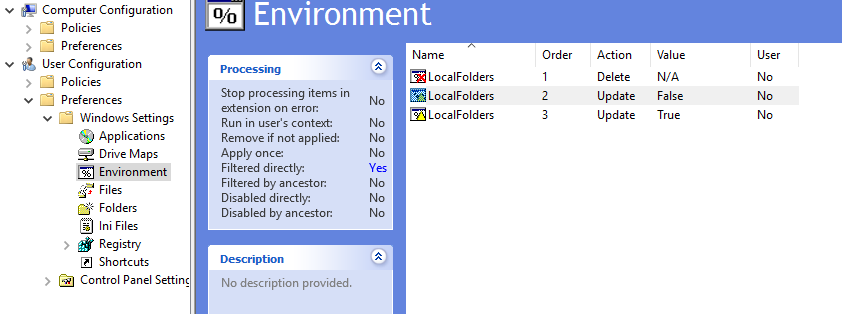 Computer Configuration
Policies
Preferences
User Configuration
Policies
Preferences
Windows Settings
Applications
Drive Maps
Environment
Files
Folders
Ini Files
Registry
Shortcuts
Control Panel Setting
Environment
Processing
Stop processing items in
extension on error: No
Run in user's context: No
Remove if not applied: No
Apply once: No
Filtered directly: Yes
Filtered by ancestor: No
Disabled directly: No
Disabled by ancestor: No
Description
No description provided.
Name Order Action Value User
LocalFolders 1 Delete N/A No
LocalFolders 2 Update False No
LocalFolders 3 Update True No